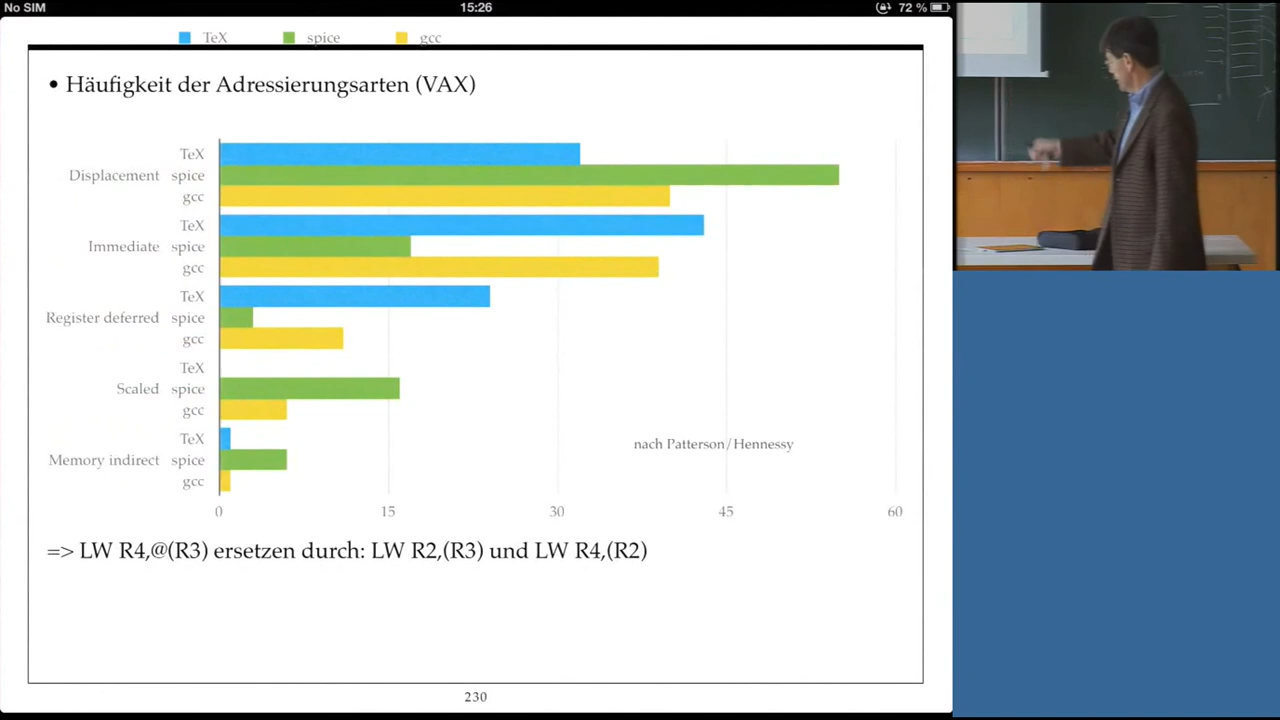 No SIM 15:26 72 %
TeX spice gcc
• Häufigkeit der Adressierungsarten (VAX)
TeX
Displacement spice
gcc
TeX
Immediate spice
gcc
TeX
Register deferred spice
gcc
TeX
Scaled spice
gcc
TeX
nach Patterson/Hennessy
Memory indirect spice
gcc
0 15 30 45 60
=> LW R4,@(R3) ersetzen durch: LW R2,(R3) und LW R4,(R2)
230